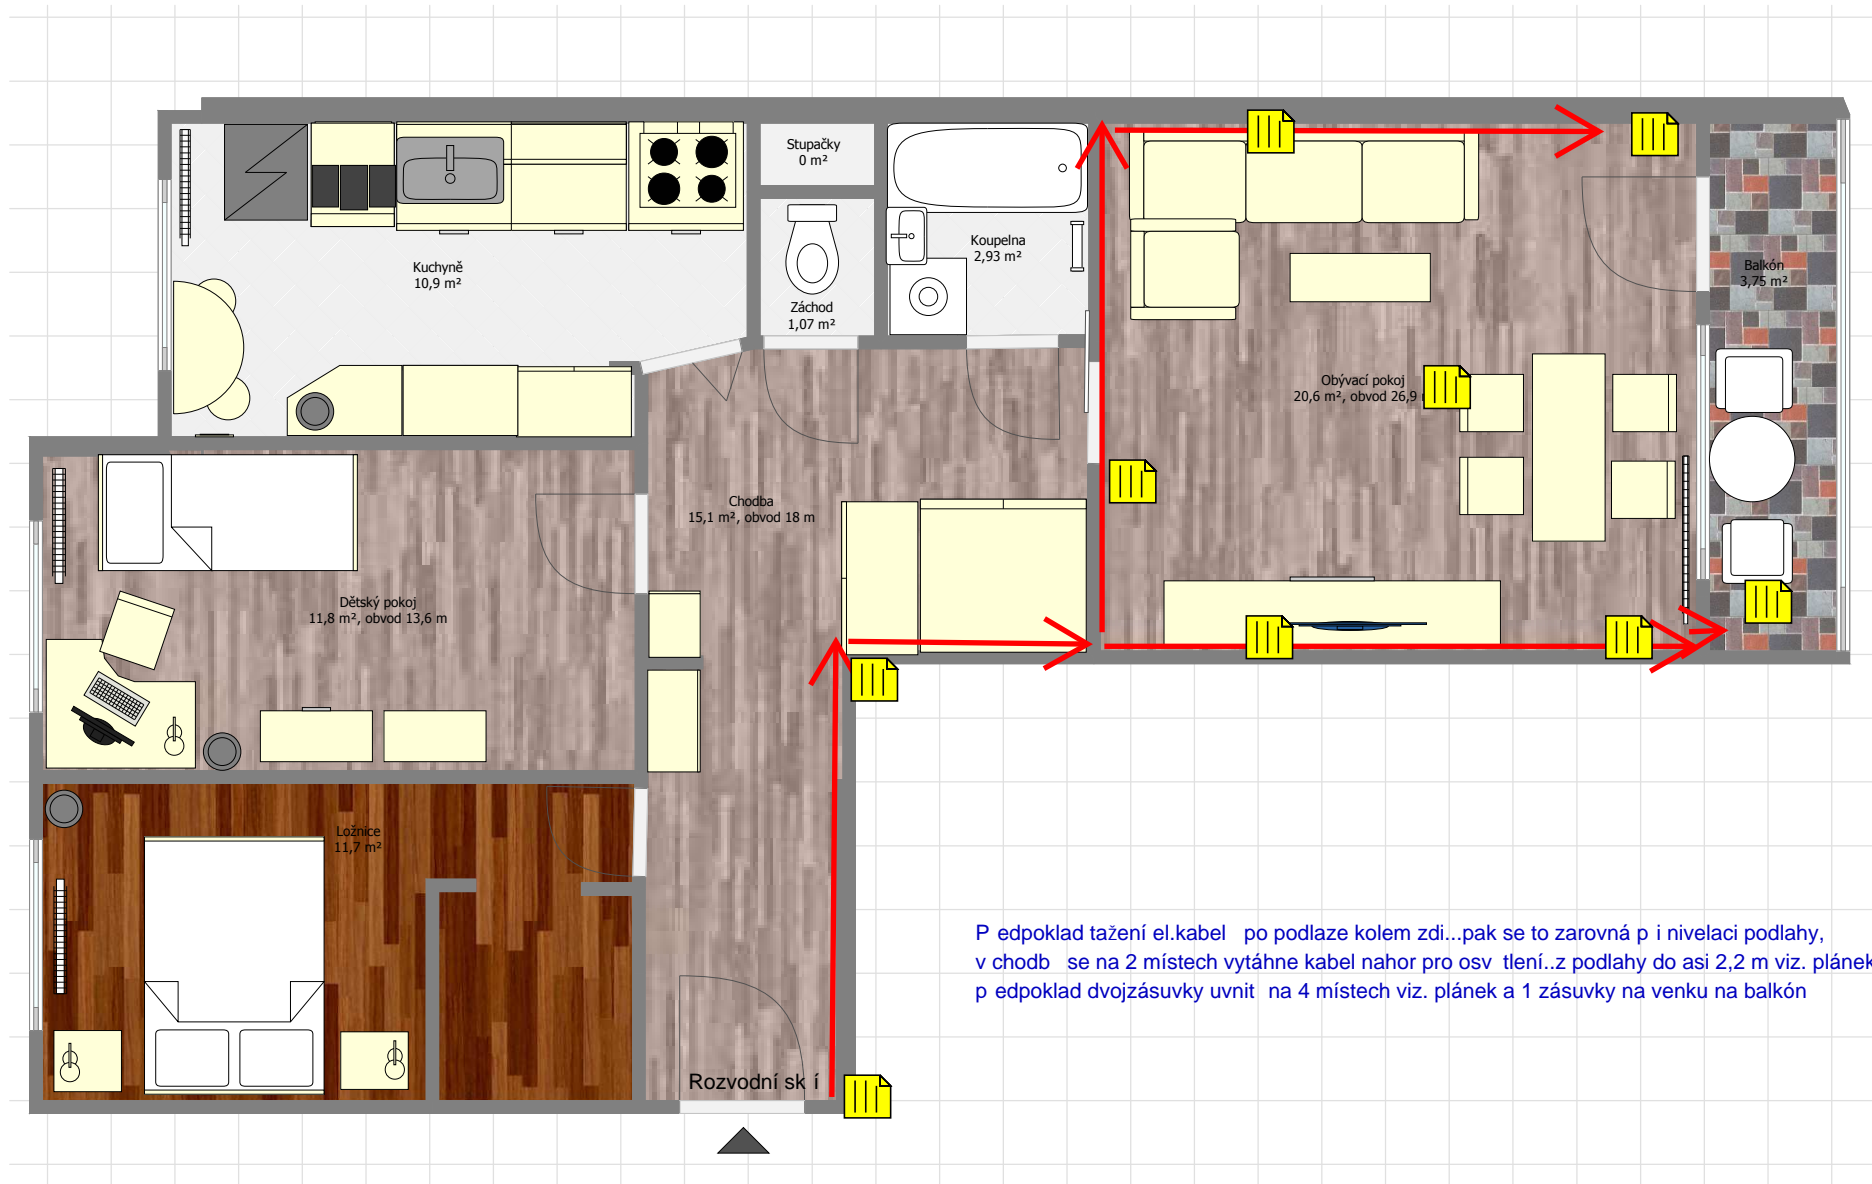 Stupačky
0 m²
Kuchyně
10,9 m²
Koupelna
2,93 m²
Záchod
1,07 m²
Balkón
3,75 m²
Obývací pokoj
20,6 m², obvod 26,9
Chodba
15,1 m², obvod 18 m
Dětský pokoj
11,8 m², obvod 13,6 m
Ložnice
11,7 m²
P edpoklad tažení el.kabel po podlaze kolem zdi...pak se to zarovná p i nivelaci podlahy,
v chodb se na 2 místech vytáhne kabel nahor pro osv tlení..z podlahy do asi 2,2 m viz. plánek
p edpoklad dvojzásuvky uvnit na 4 místech viz. plánek a 1 zásuvky na venku na balkón
Rozvodní sk í